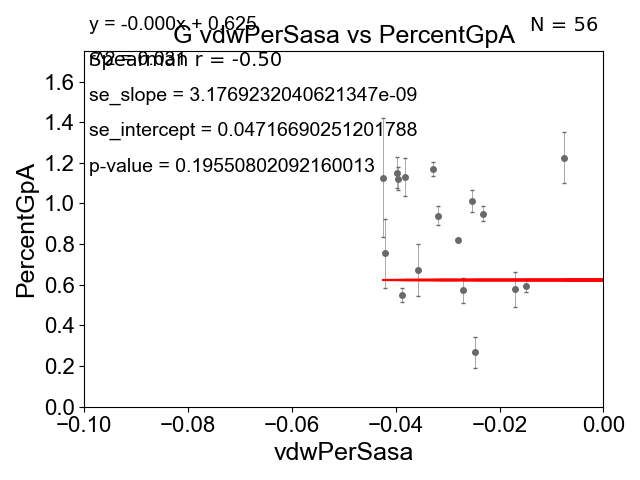 y = -0.000x + 0.625
N = 56
G vdwPerSasa vs PercentGpA
Spearman r = -0.50
se_slope = 3.1769232040621347e-09
se_intercept = 0.04716690251201788
p-value = 0.19550802092160013
PercentGpA
1.6
1.4
1.2
1.0
0.8
0.6
0.4
0.2
0.0
−0.10
−0.08
−0.06
−0.04
−0.02
0.00
vdwPerSasa